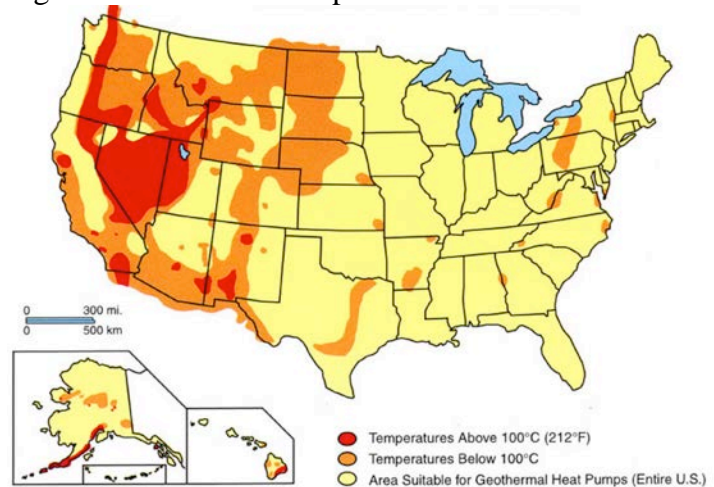 0 300 mi.
0 500 km
Temperatures Above 100°C (212°F)
Temperatures Below 100°C
Area Suitable for Geothermal Heat Pumps (Entire U.S.)